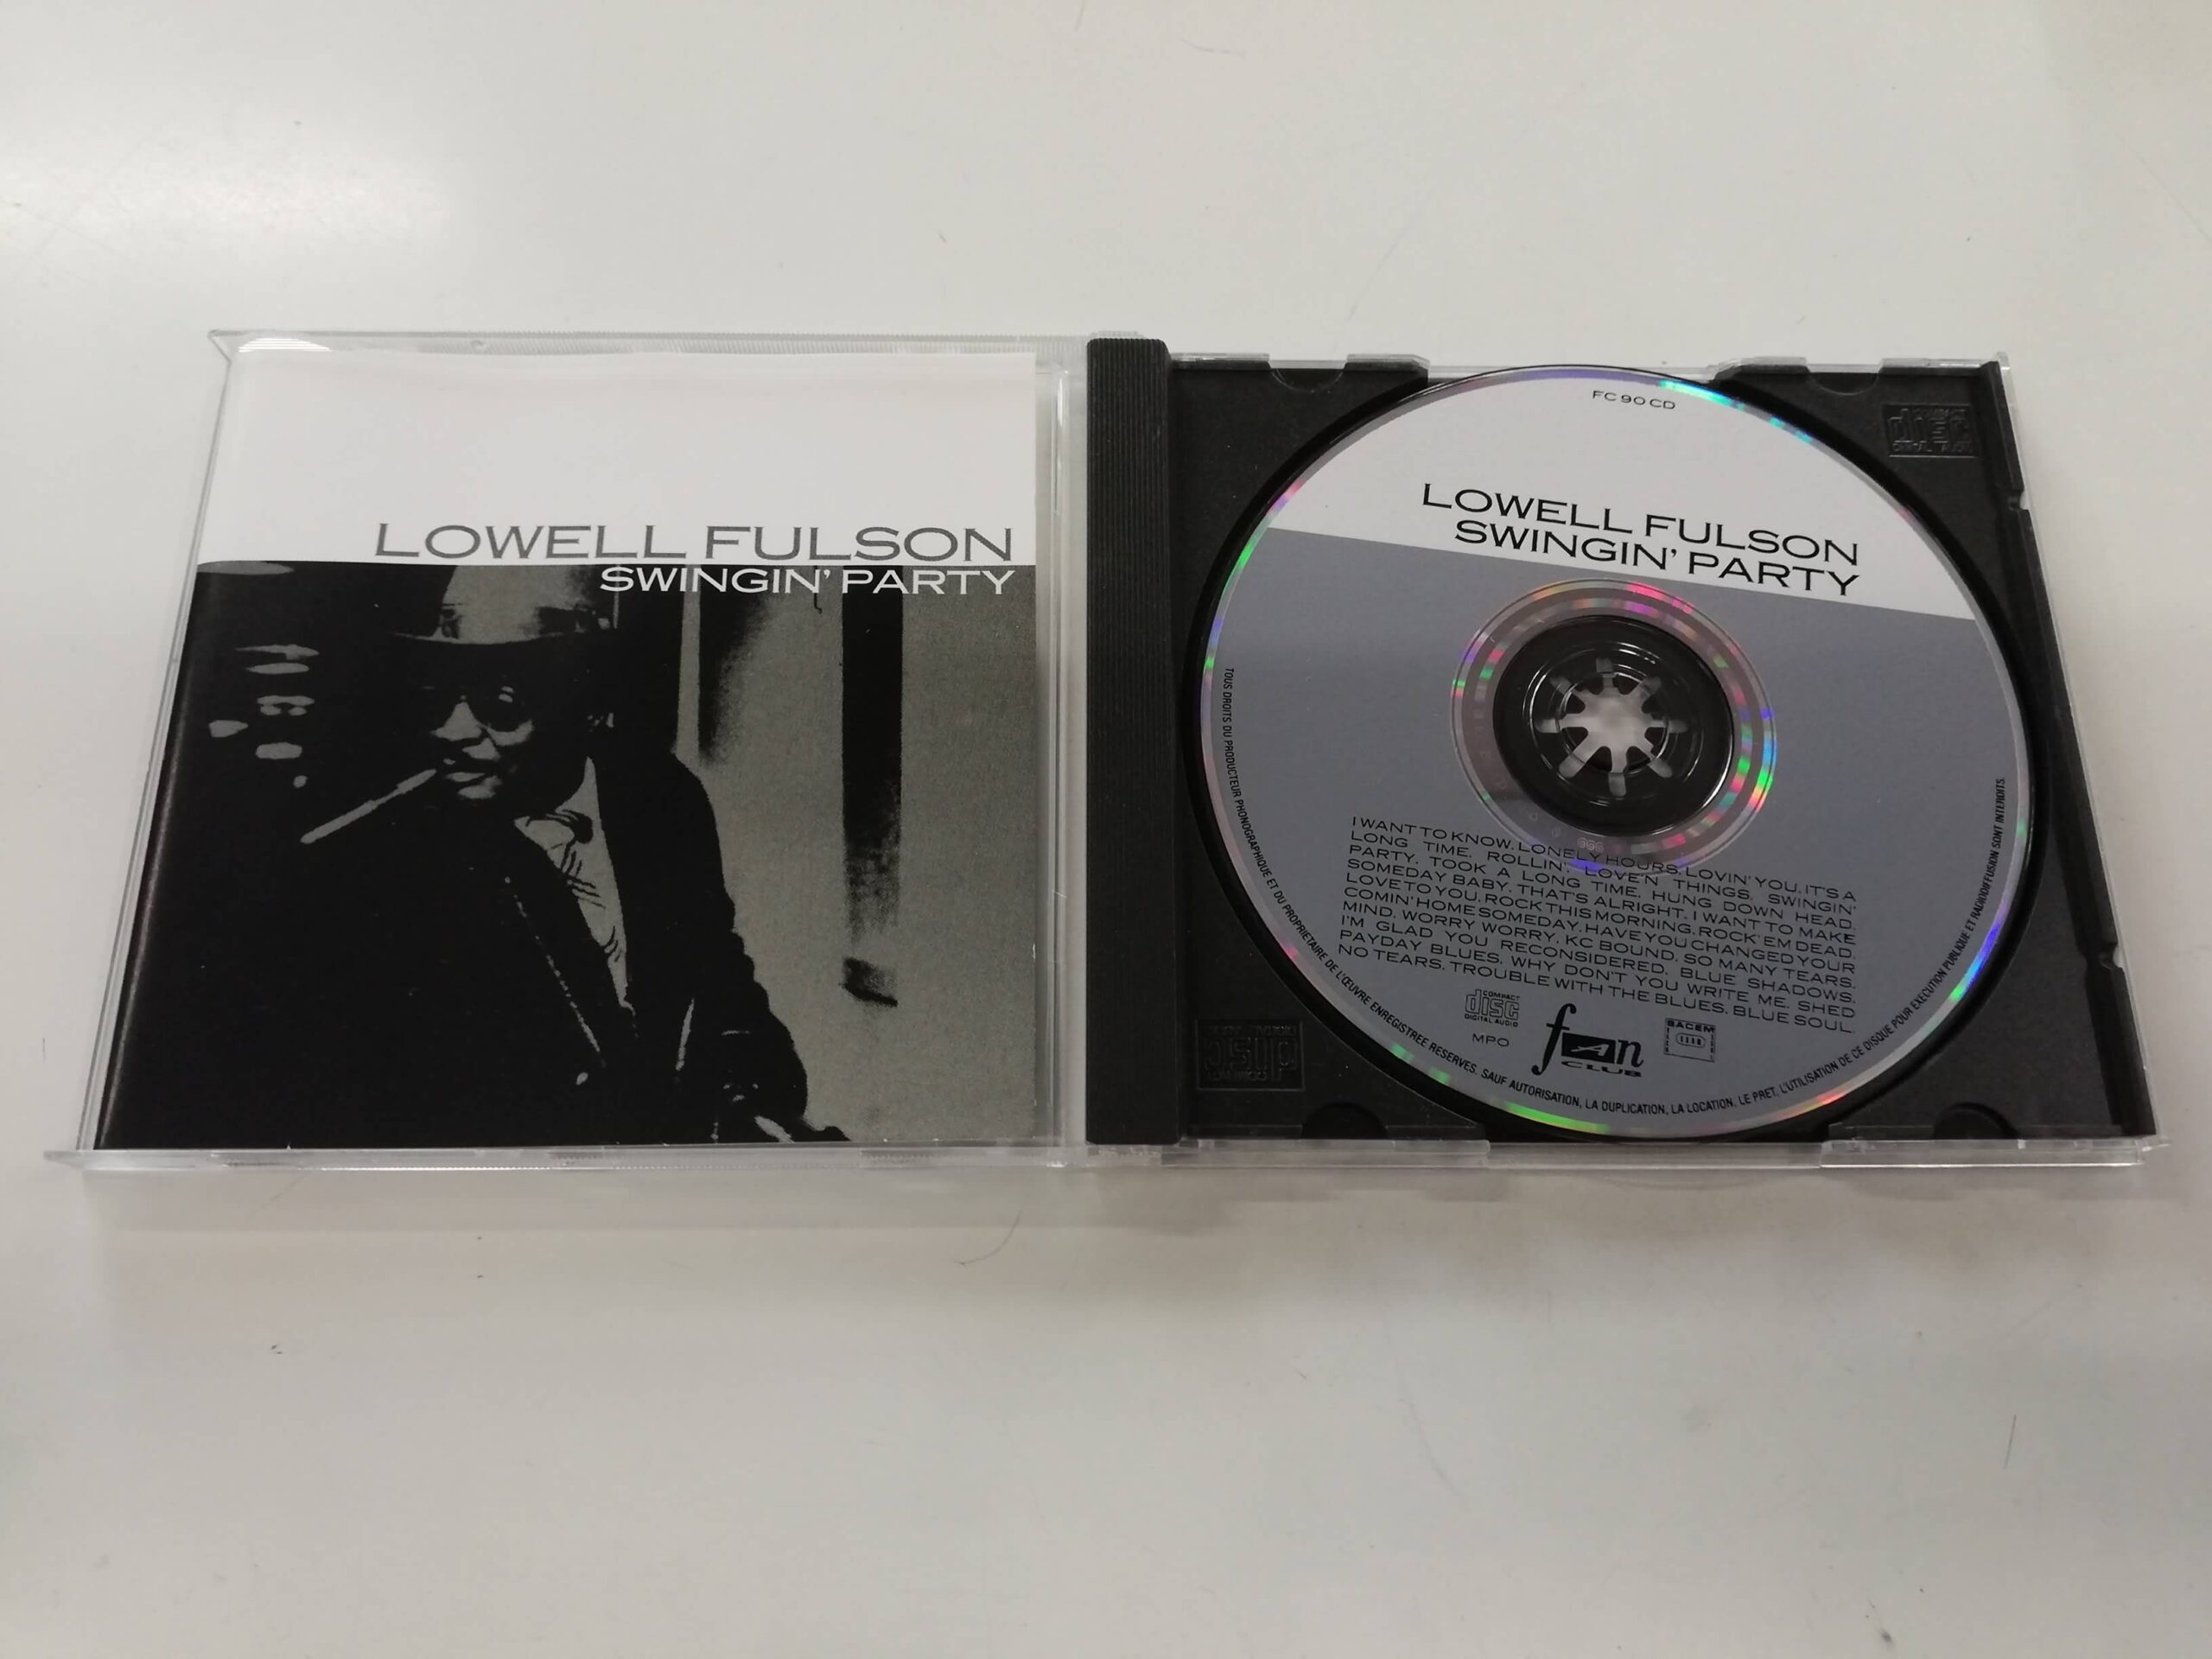 LOWELL FULSON
SWINGIN' PARTY
FC 90 CD
LOWELL FULSON
SWINGIN' PARTY
I WANT TO KNOW. LONELY HOURS. LOVIN' YOU. IT'S A
LONG TIME. ROLLIN'. LOVE'N THINGS. SWINGIN'
PARTY. TOOK A LONG TIME. HUNG DOWN HEAD.
SOMEDAY BABY. THAT'S ALRIGHT. I WANT TO MAKE
LOVE TO YOU. ROCK THIS MORNING. ROCK 'EM DEAD.
COMIN' HOME SOMEDAY. HAVE YOU CHANGED YOUR
MIND. WORRY WORRY. KC BOUND. SO MANY TEARS.
I'M GLAD YOU RECONSIDERED. BLUE SHADOWS.
PAYDAY BLUES. WHY DON'T YOU WRITE ME. SHED
NO TEARS. TROUBLE WITH THE BLUES. BLUE SOUL
COMPACT
disc
DIGITAL AUDIO
MPO
fAn
CLUB
SACEM
TOUS DROITS DU PRODUCTEUR PHONOGRAPHIQUE ET DU PROPRIETAIRE DE L'ŒUVRE ENREGISTREE RESERVES. SAUF AUTORISATION, LA DUPLICATION, LA LOCATION, LE PRET, L'UTILISATION DE CE DISQUE POUR EXECUTION PUBLIQUE ET RADIODIFFUSION SONT INTERDITS